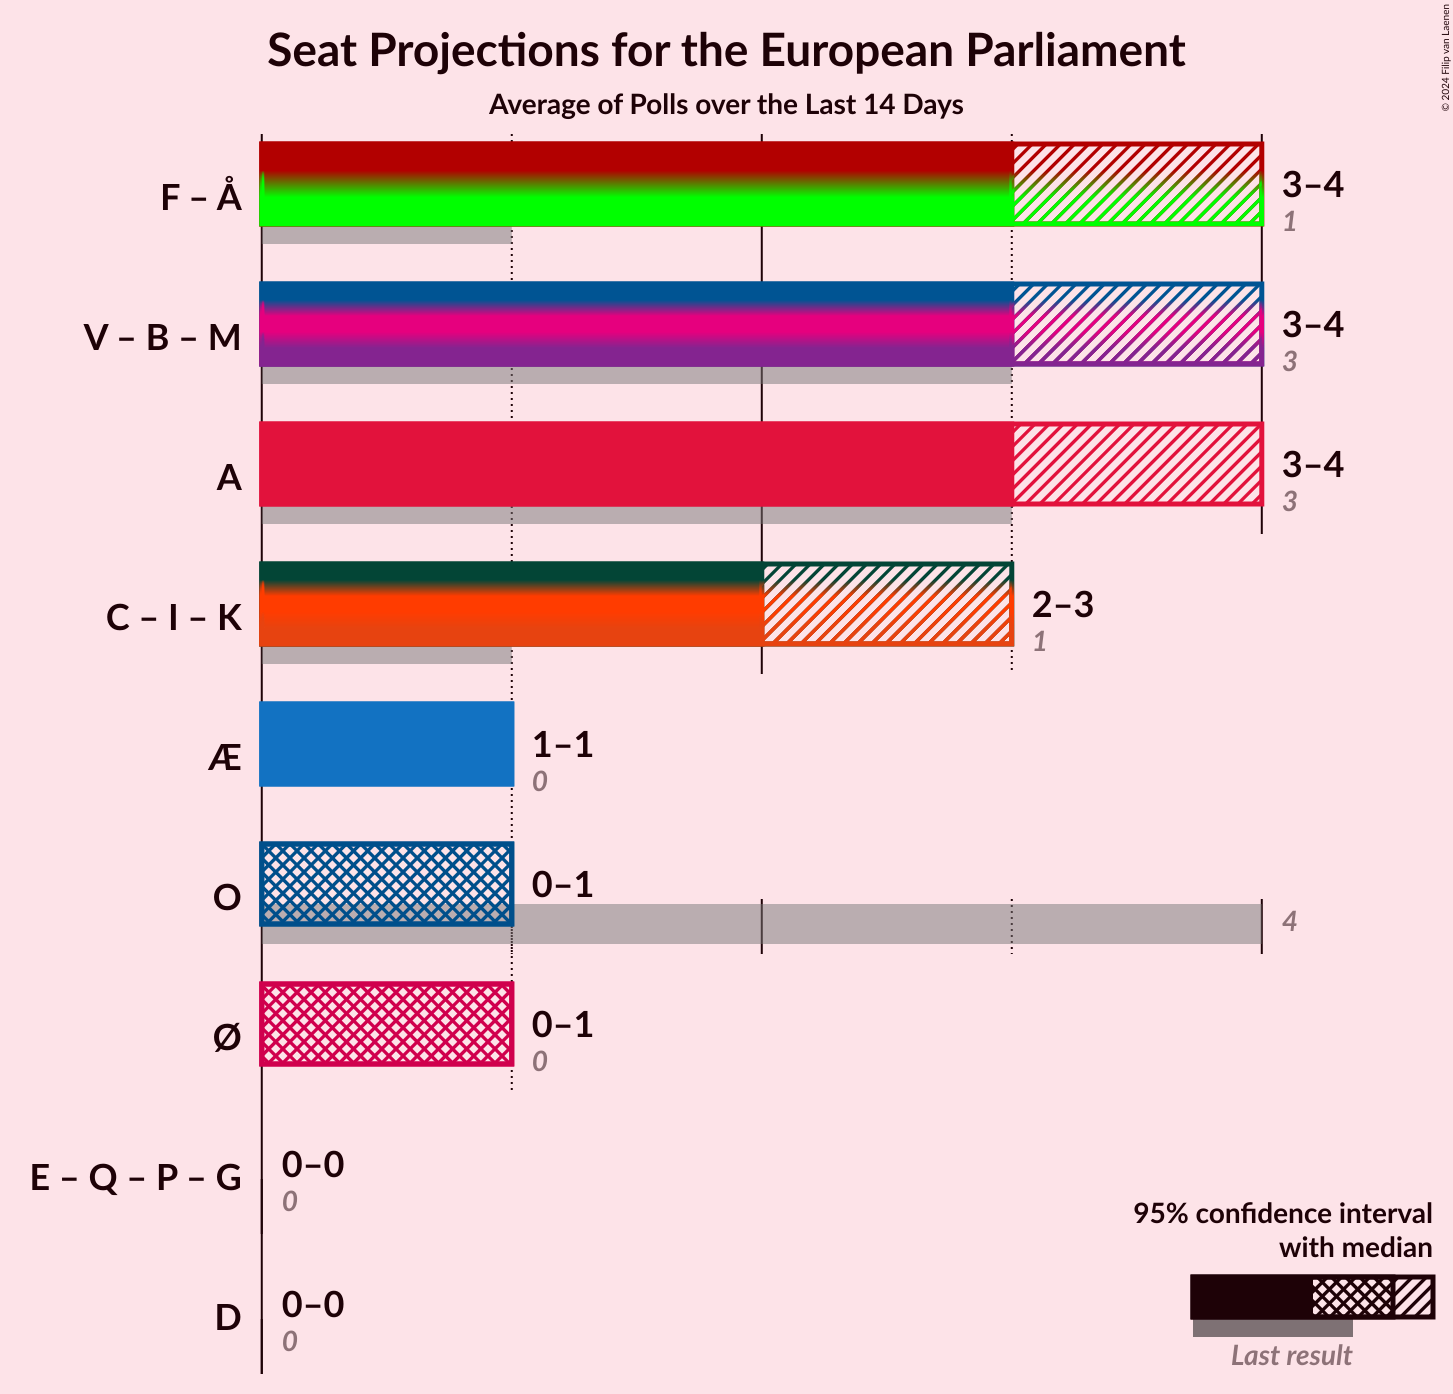 Seat Projections for the European Parliament
Average of Polls over the Last 14 Days
© 2024 Filip van Laenen
F – Å
3–4
1
V – B – M
3–4
3
A
3–4
3
C – I – K
2–3
1
Æ
1–1
0
O
0–1
4
Ø
0–1
0
E – Q – P – G
0–0
0
D
0–0
0
95% confidence interval
with median
Last result